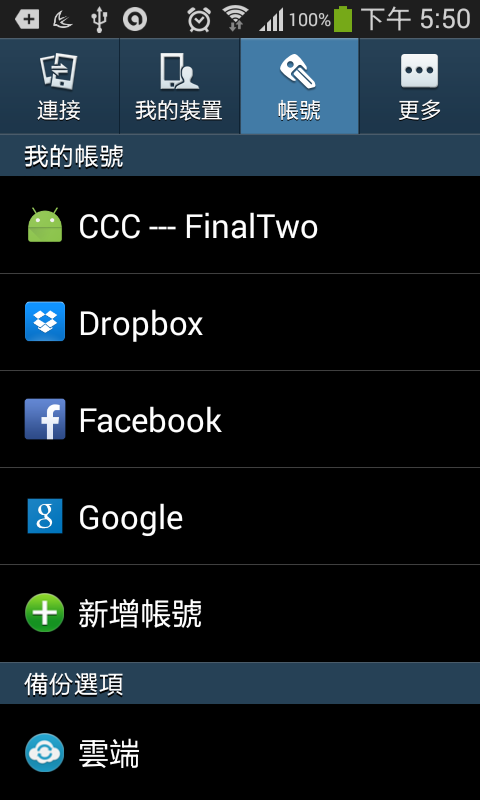 100% 下午 5:50
連接 我的裝置 帳號 更多
我的帳號
CCC --- FinalTwo
Dropbox
Facebook
Google
新增帳號
備份選項
雲端